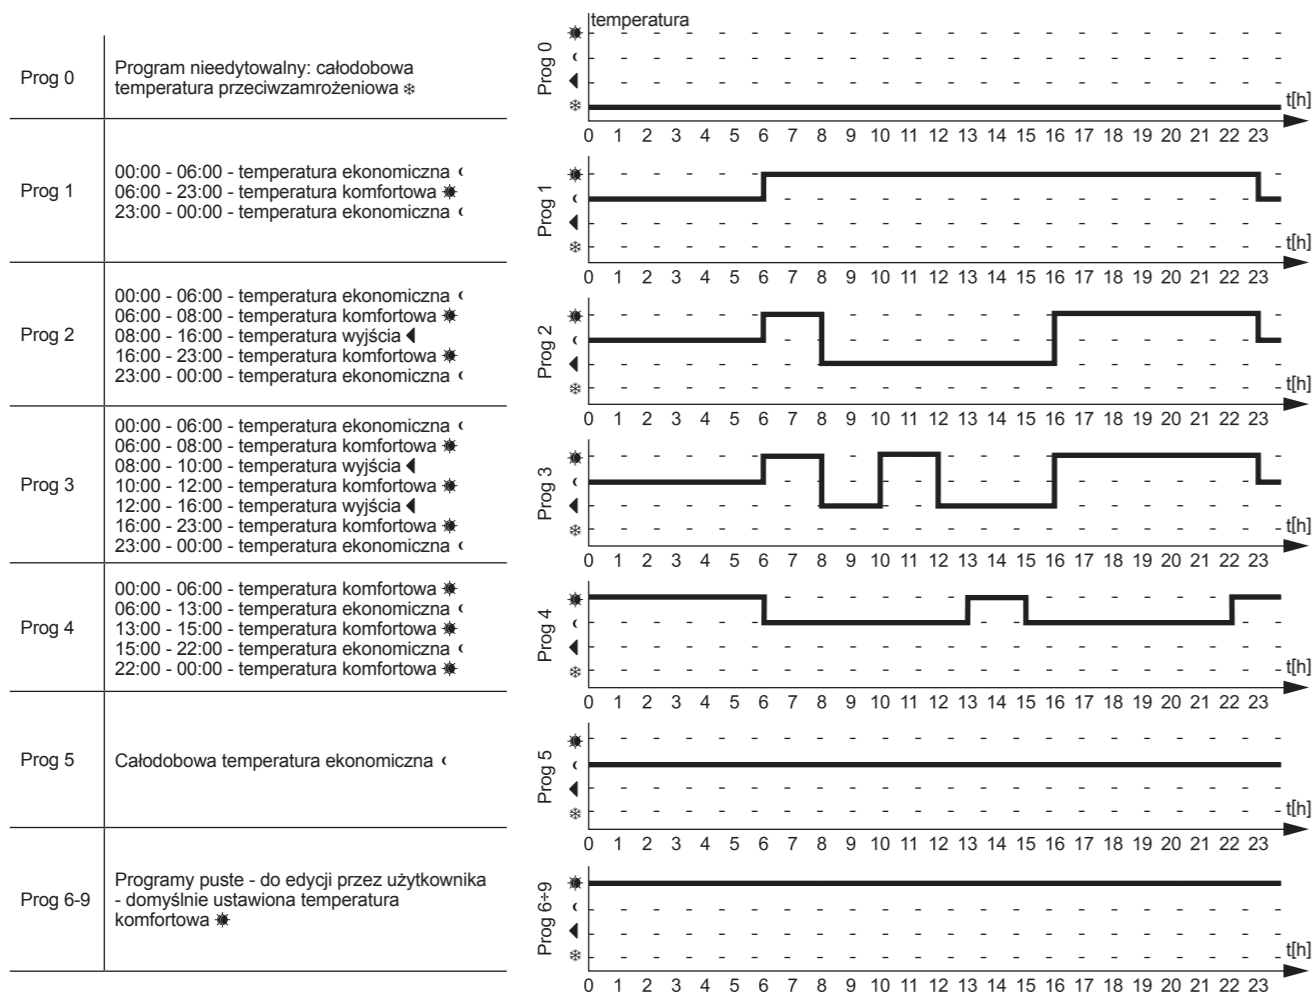 Prog 0
Program nieedytowalny: całodobowa
temperatura przeciwzamrożeniowa ❄
Prog 1
00:00 - 06:00 - temperatura ekonomiczna ☾
06:00 - 23:00 - temperatura komfortowa ☀
23:00 - 00:00 - temperatura ekonomiczna ☾
Prog 2
00:00 - 06:00 - temperatura ekonomiczna ☾
06:00 - 08:00 - temperatura komfortowa ☀
08:00 - 16:00 - temperatura wyjścia ◀
16:00 - 23:00 - temperatura komfortowa ☀
23:00 - 00:00 - temperatura ekonomiczna ☾
Prog 3
00:00 - 06:00 - temperatura ekonomiczna ☾
06:00 - 08:00 - temperatura komfortowa ☀
08:00 - 10:00 - temperatura wyjścia ◀
10:00 - 12:00 - temperatura komfortowa ☀
12:00 - 16:00 - temperatura wyjścia ◀
16:00 - 23:00 - temperatura komfortowa ☀
23:00 - 00:00 - temperatura ekonomiczna ☾
Prog 4
00:00 - 06:00 - temperatura komfortowa ☀
06:00 - 13:00 - temperatura ekonomiczna ☾
13:00 - 15:00 - temperatura komfortowa ☀
15:00 - 22:00 - temperatura ekonomiczna ☾
22:00 - 00:00 - temperatura komfortowa ☀
Prog 5
Całodobowa temperatura ekonomiczna ☾
Prog 6-9
Programy puste - do edycji przez użytkownika
- domyślnie ustawiona temperatura
komfortowa ☀
temperatura
Prog 0
t[h]
0 1 2 3 4 5 6 7 8 9 10 11 12 13 14 15 16 17 18 19 20 21 22 23
Prog 1
t[h]
0 1 2 3 4 5 6 7 8 9 10 11 12 13 14 15 16 17 18 19 20 21 22 23
Prog 2
t[h]
0 1 2 3 4 5 6 7 8 9 10 11 12 13 14 15 16 17 18 19 20 21 22 23
Prog 3
t[h]
0 1 2 3 4 5 6 7 8 9 10 11 12 13 14 15 16 17 18 19 20 21 22 23
Prog 4
t[h]
0 1 2 3 4 5 6 7 8 9 10 11 12 13 14 15 16 17 18 19 20 21 22 23
Prog 5
t[h]
0 1 2 3 4 5 6 7 8 9 10 11 12 13 14 15 16 17 18 19 20 21 22 23
Prog 6÷9
t[h]
0 1 2 3 4 5 6 7 8 9 10 11 12 13 14 15 16 17 18 19 20 21 22 23